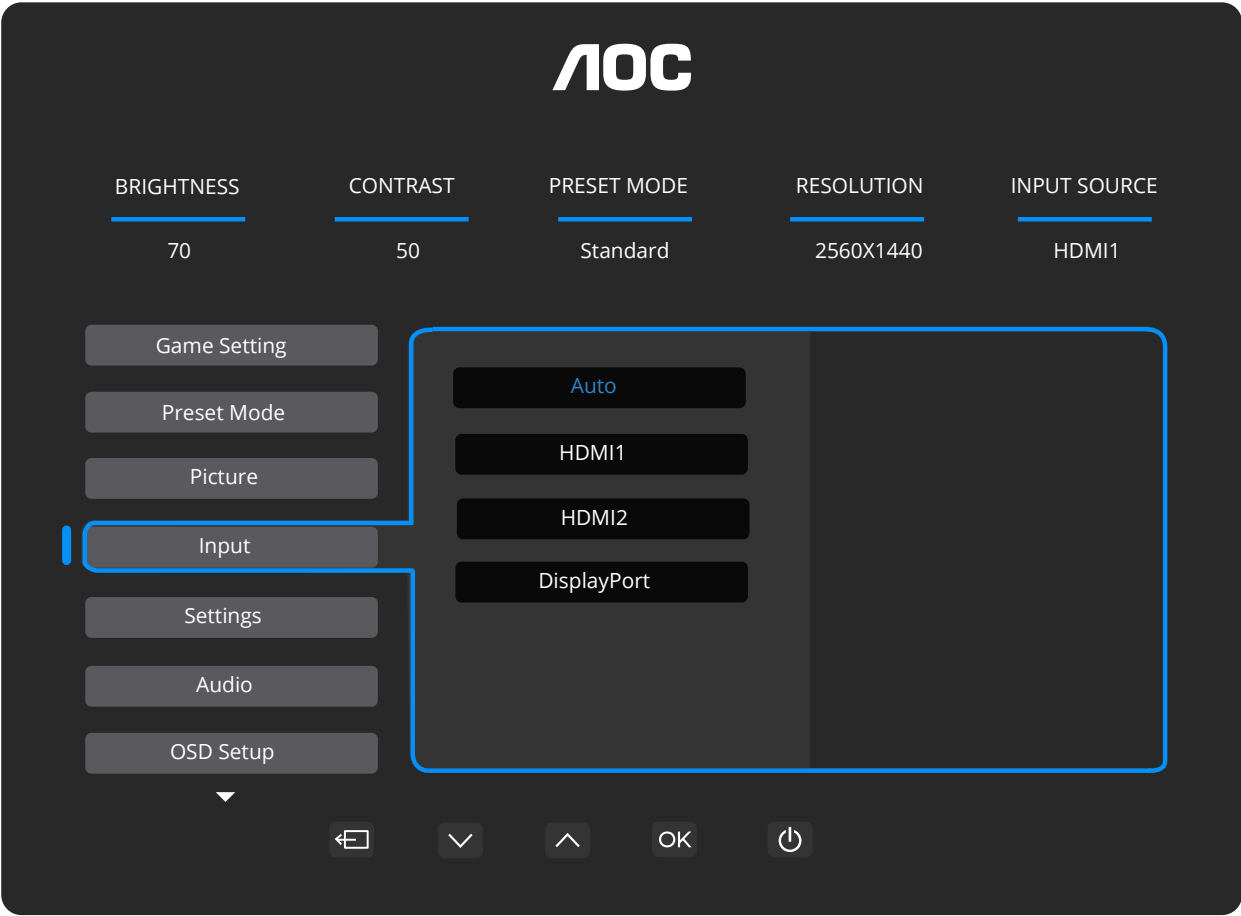 AOC
BRIGHTNESS CONTRAST PRESET MODE RESOLUTION INPUT SOURCE
70 50 Standard 2560X1440 HDMI1
Game Setting
Preset Mode
Picture
Input
Settings
Audio
OSD Setup
Auto
HDMI1
HDMI2
DisplayPort
OK